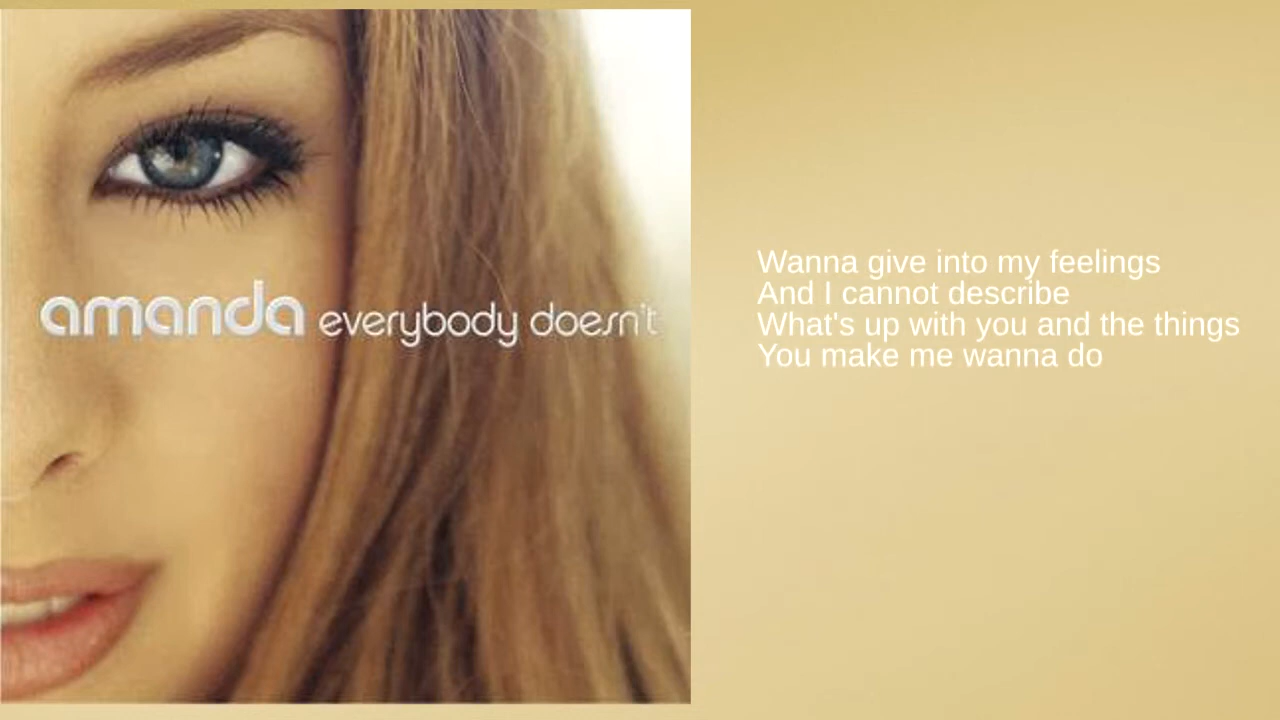 amanda everybody doesn't
Wanna give into my feelings
And I cannot describe
What's up with you and the things
You make me wanna do